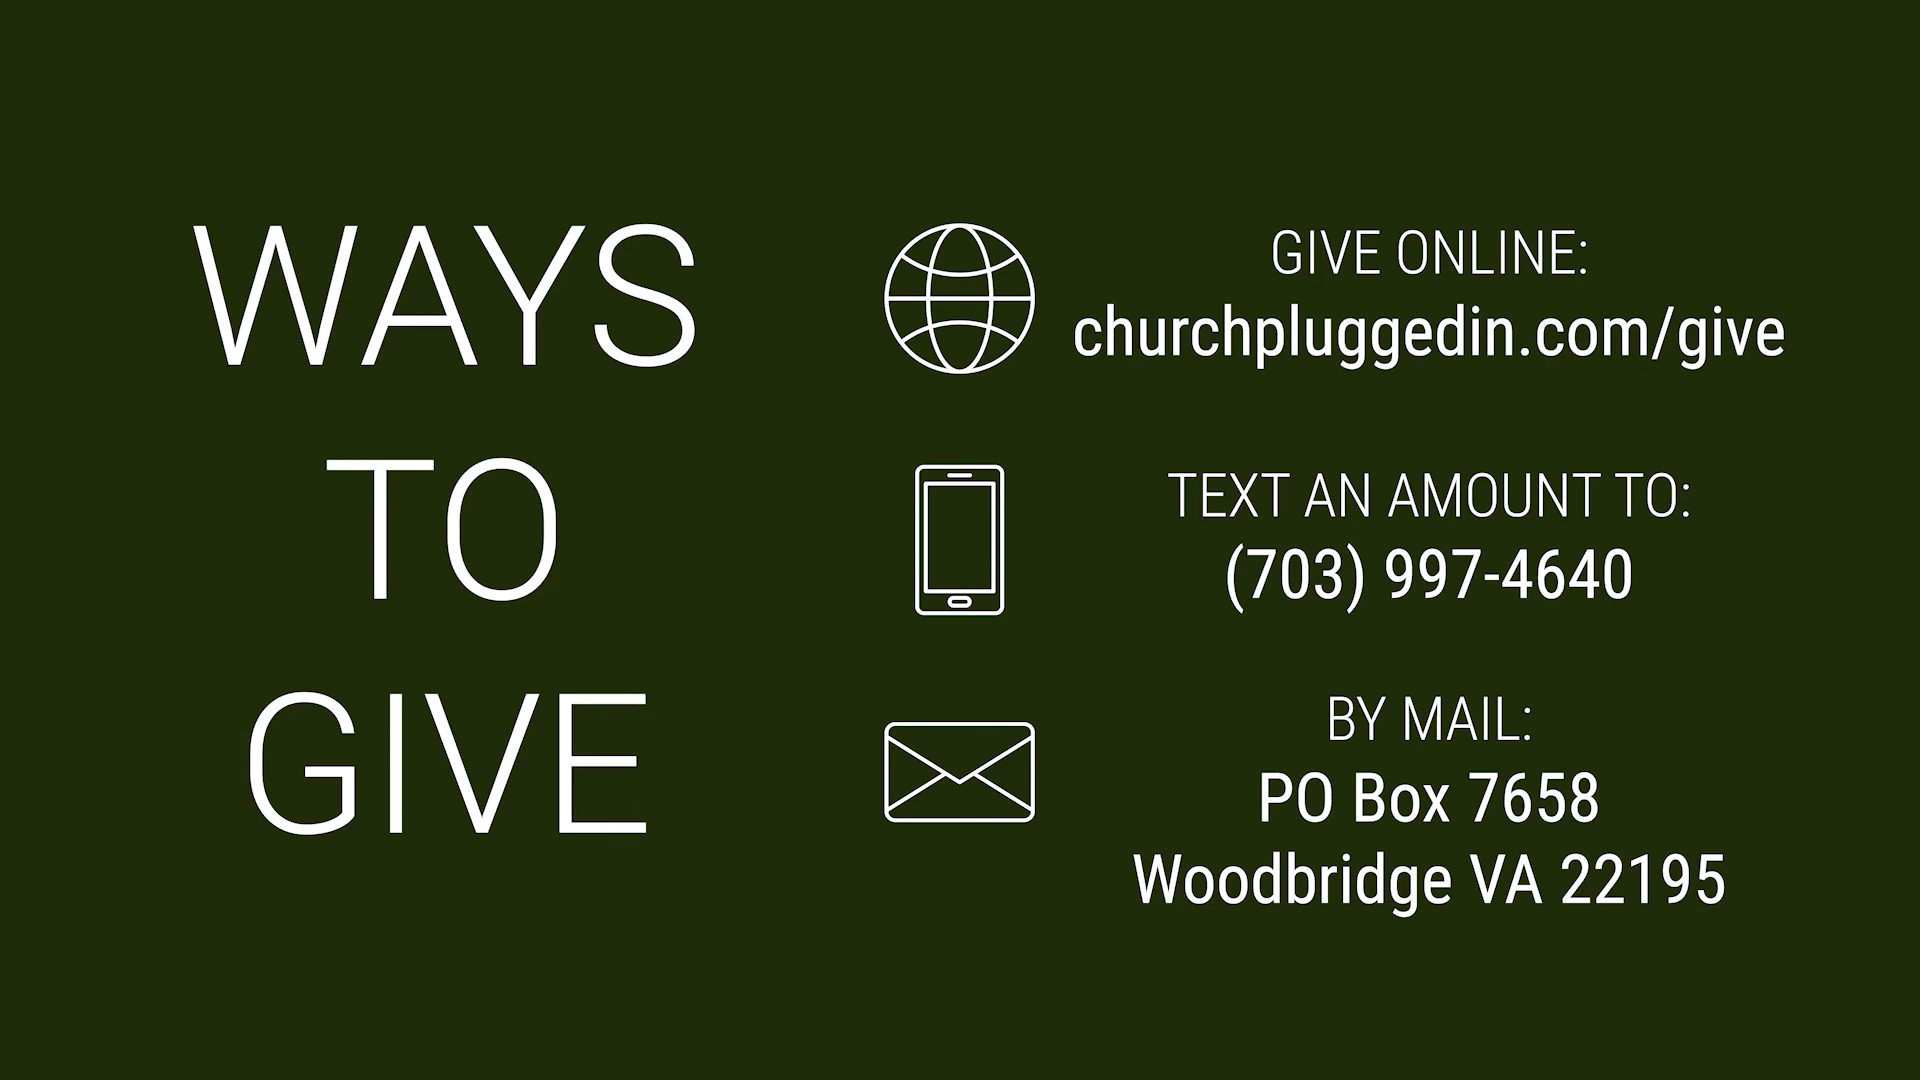 WAYS
TO
GIVE
GIVE ONLINE:
churchpluggedin.com/give
TEXT AN AMOUNT TO:
(703) 997-4640
BY MAIL:
PO Box 7658
Woodbridge VA 22195